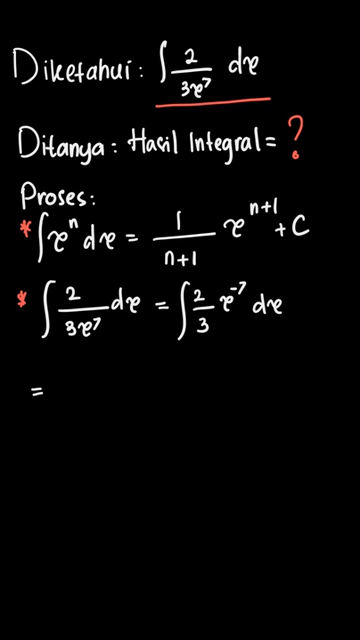 Diketahui : ∫ 2/(3x⁷) dx
Ditanya : Hasil Integral = ?
Proses :
* ∫ xⁿ dx = 1/(n+1) xⁿ⁺¹ + C
* ∫ 2/(3x⁷) dx = ∫ 2/3 x⁻⁷ dx
=